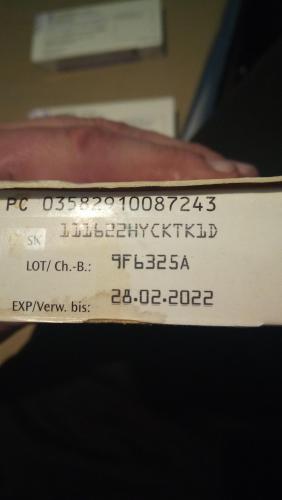 PC 03582910087243
SN 111622HYCKTK1D
LOT/ Ch.-B.: 9F6325A
EXP/Verw. bis: 28.02.2022